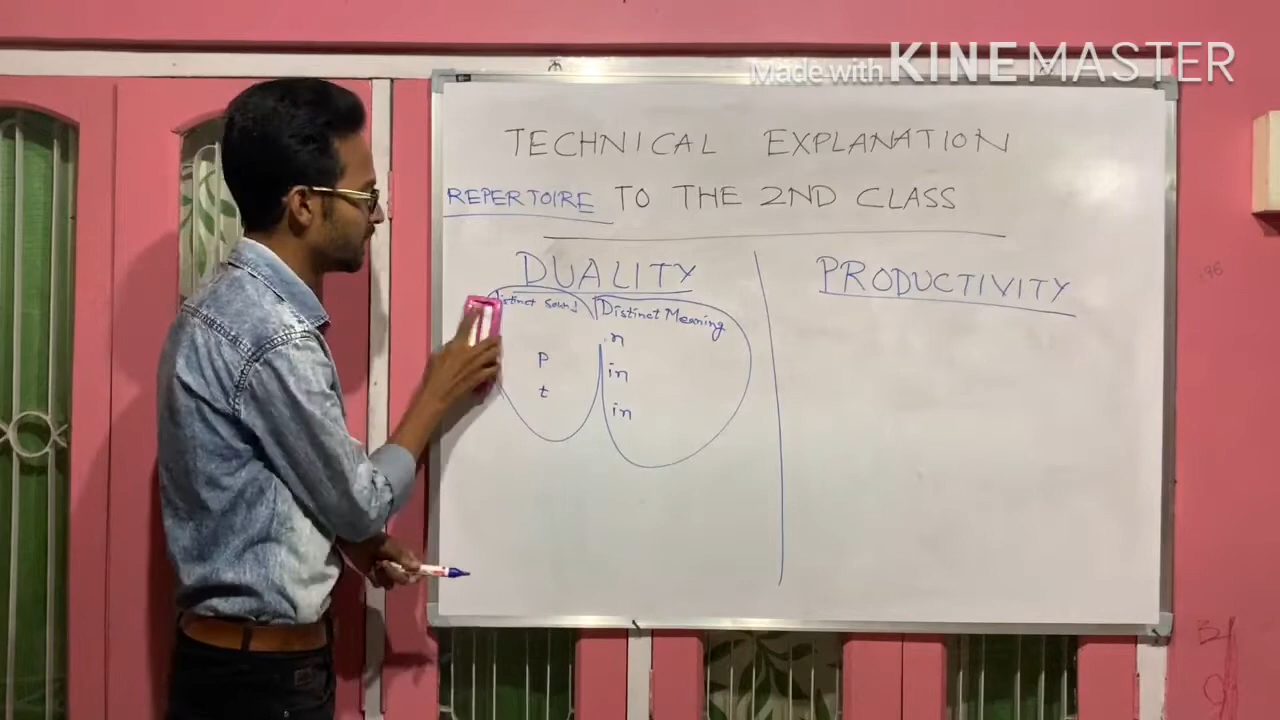 Made with KINEMASTER
TECHNICAL EXPLANATION
REPERTOIRE TO THE 2ND CLASS
DUALITY
PRODUCTIVITY
Distinct Meaning
n
P
in
t
in